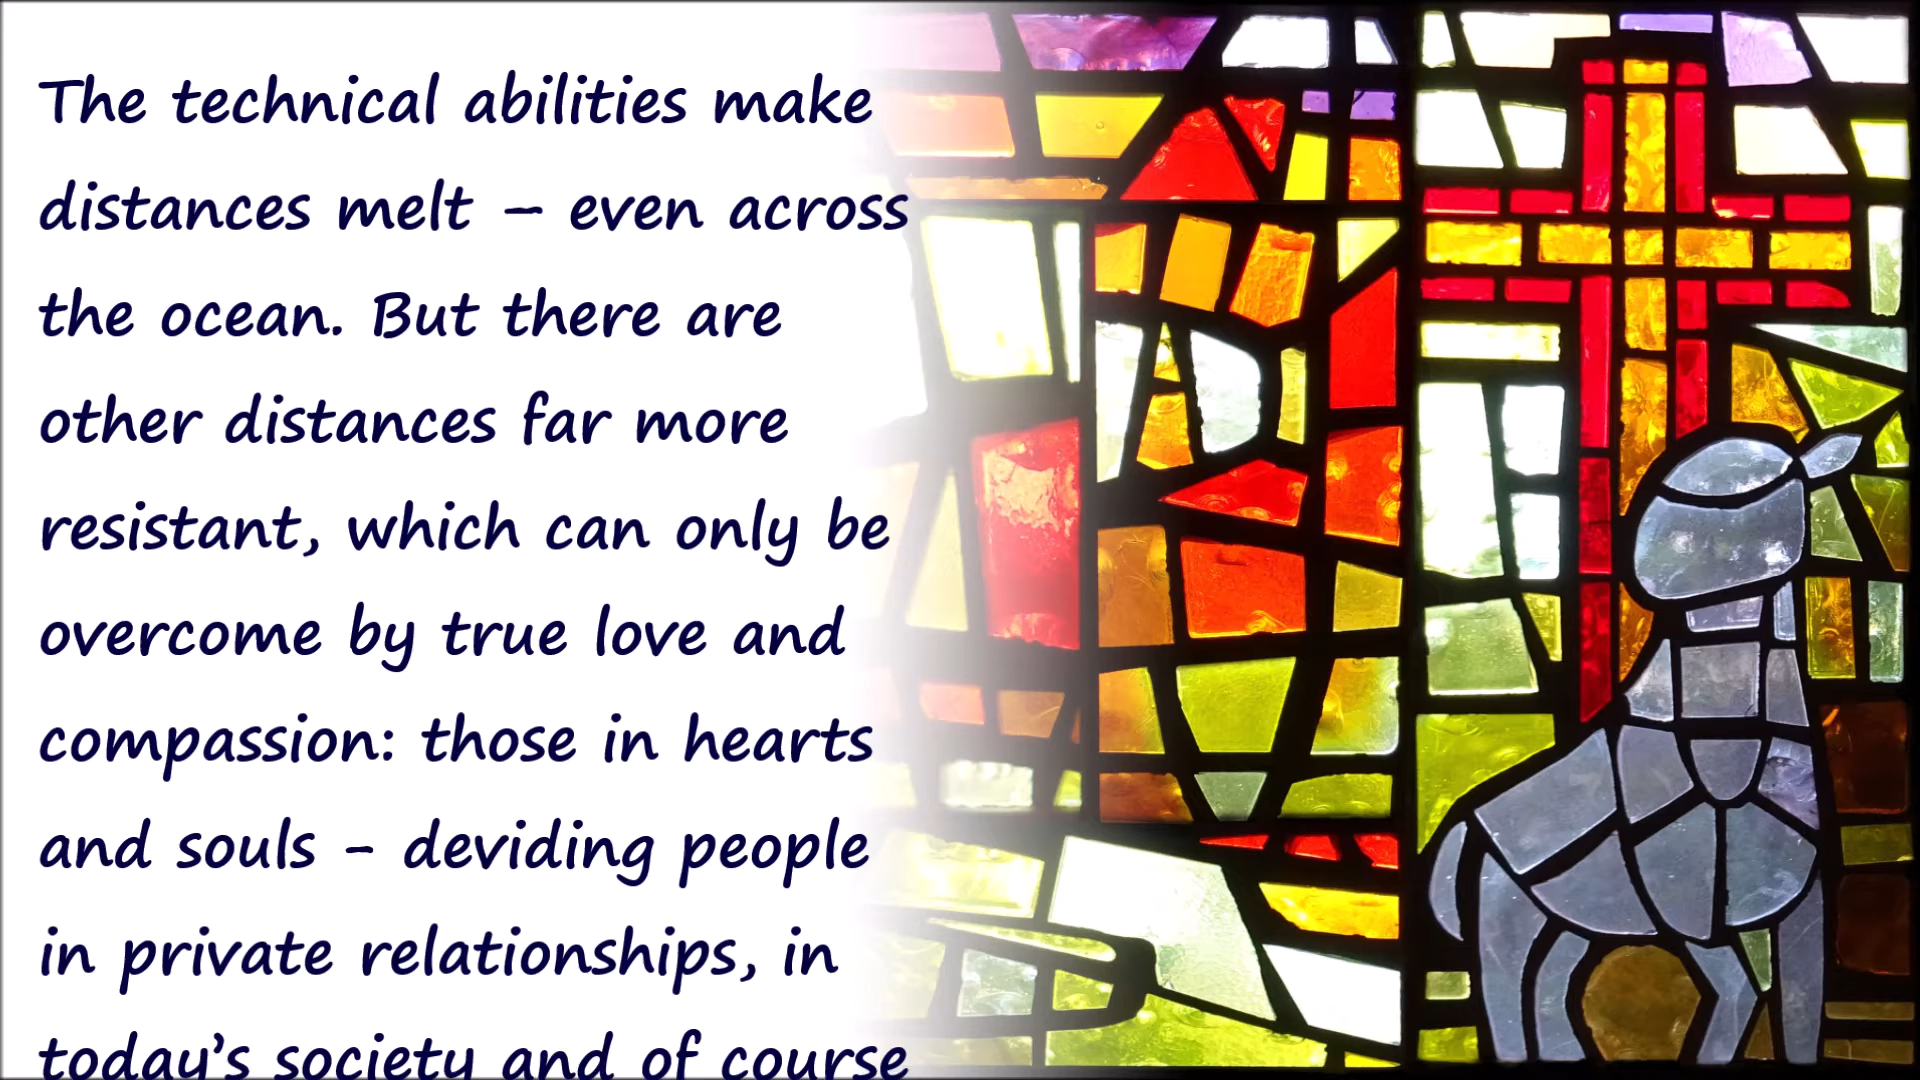 The technical abilities make
distances melt – even across
the ocean. But there are
other distances far more
resistant, which can only be
overcome by true love and
compassion: those in hearts
and souls - deviding people
in private relationships, in
today’s society and of course